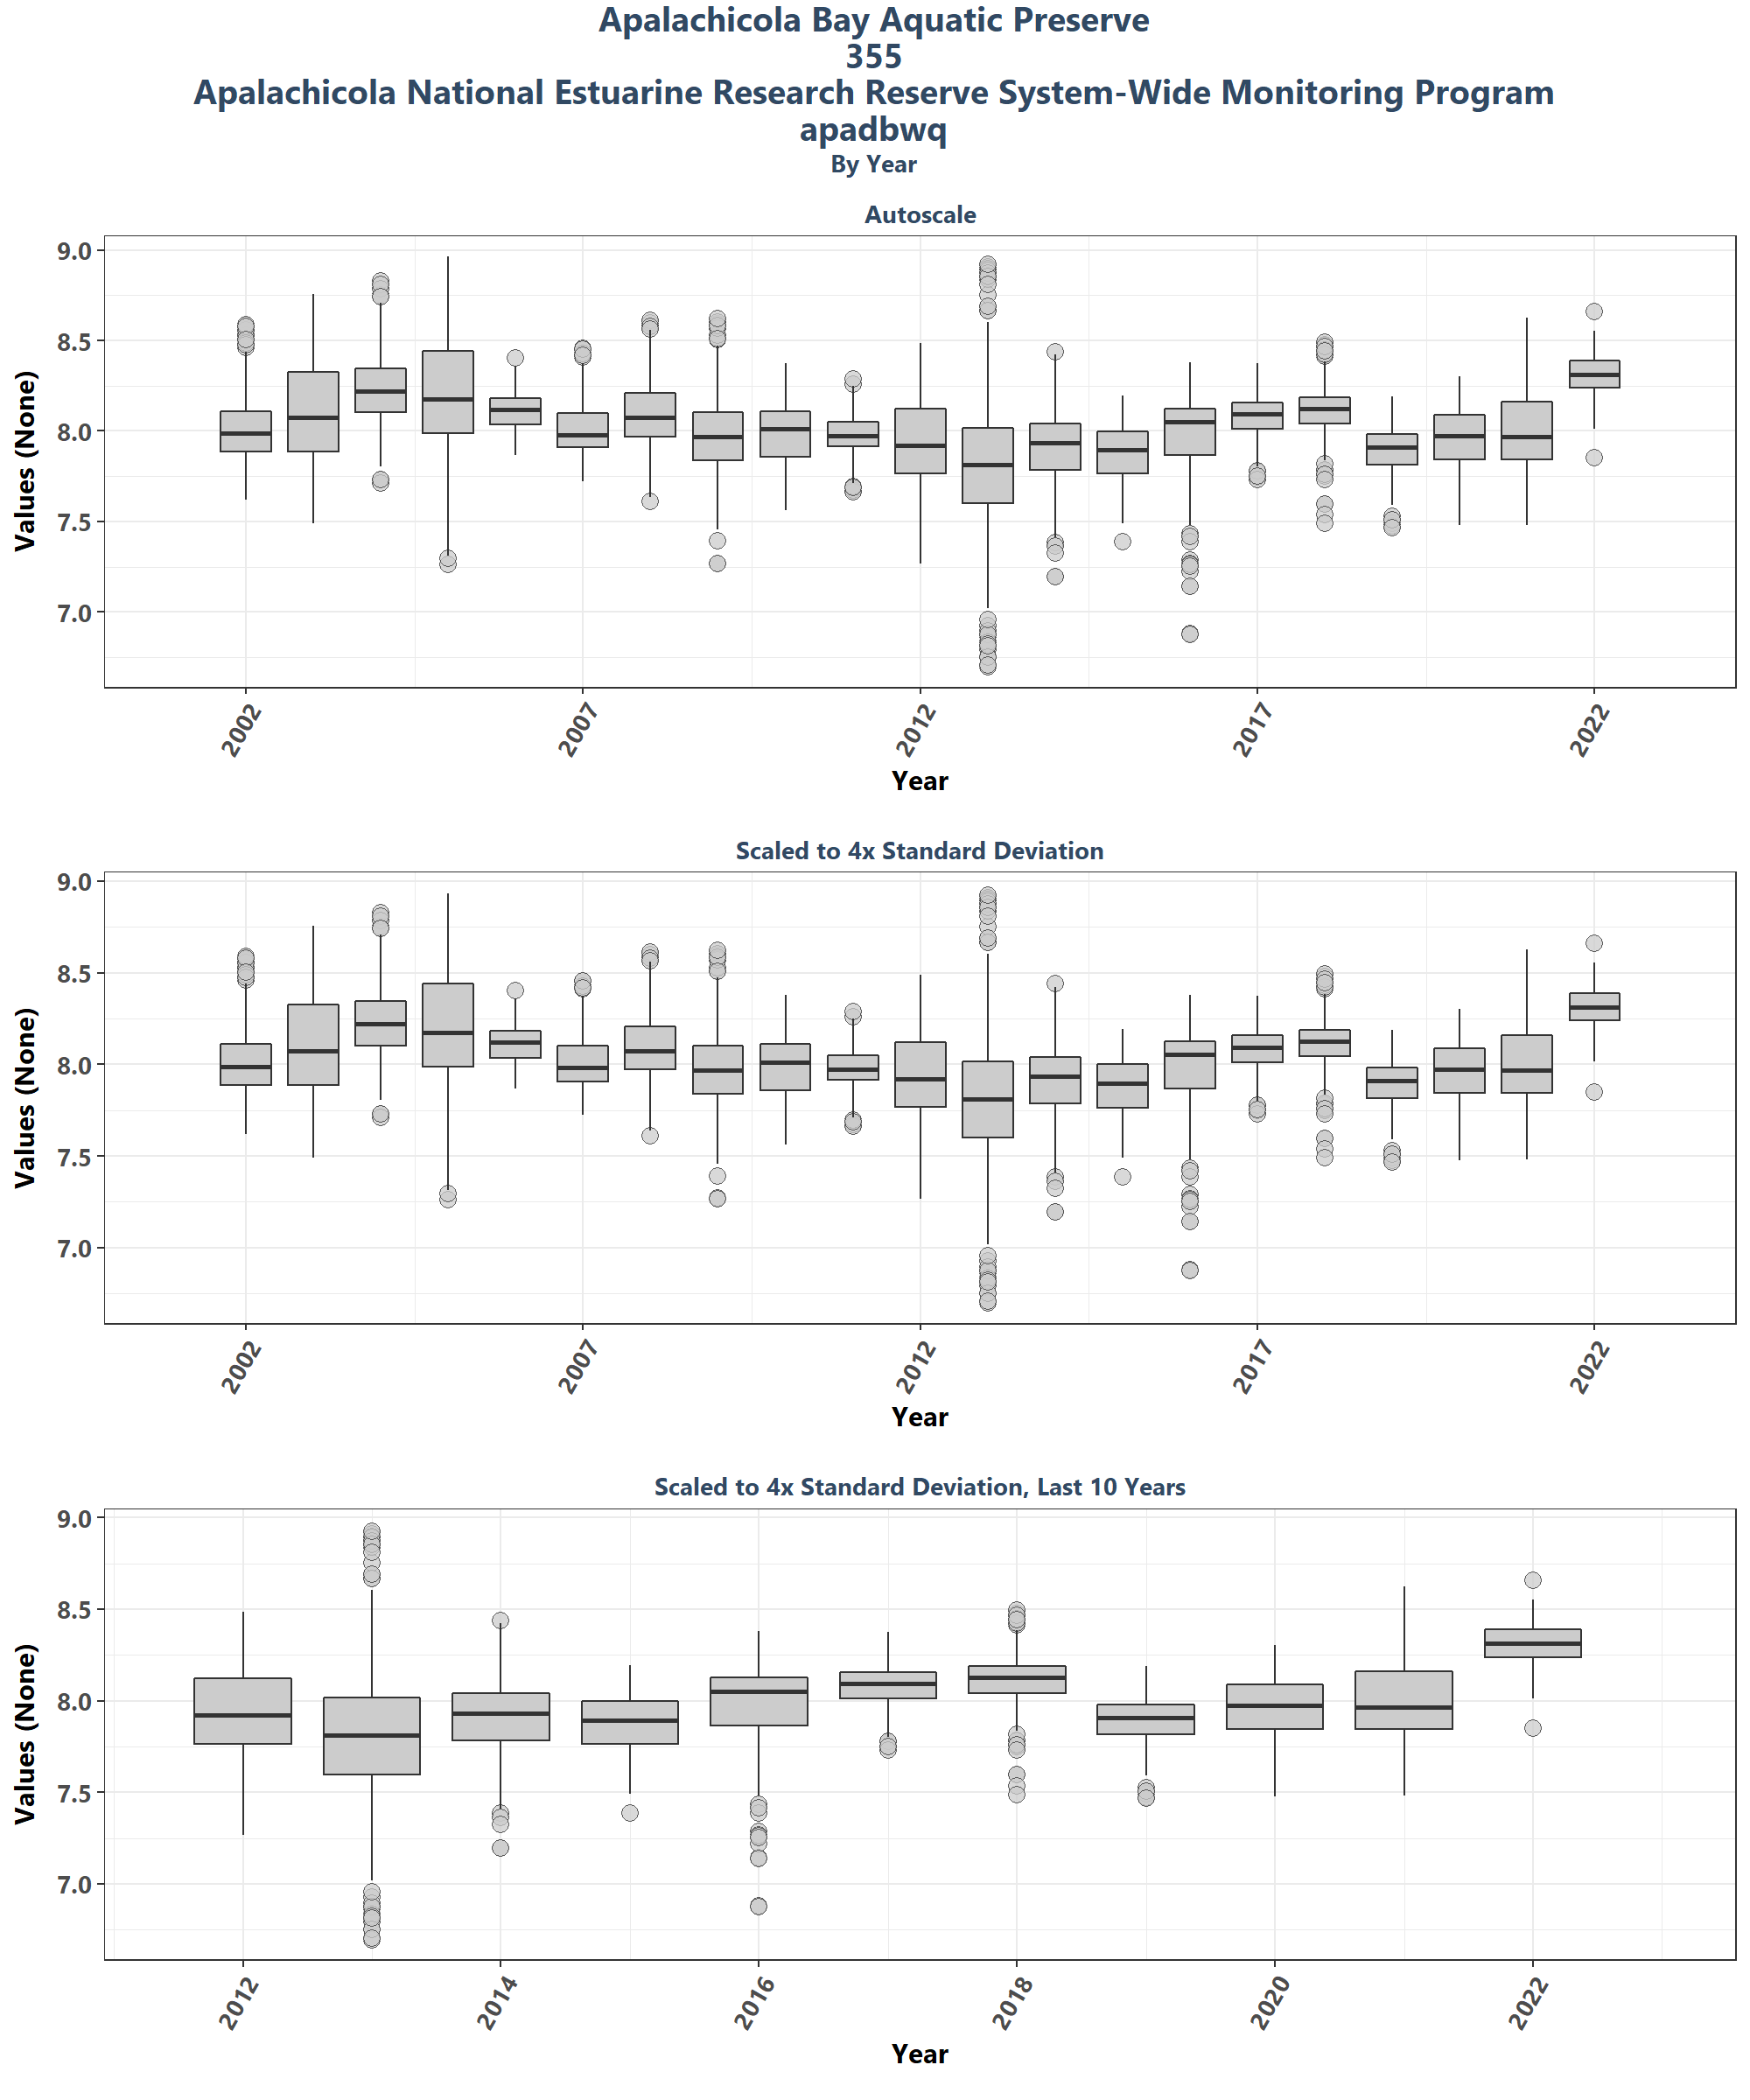 Apalachicola Bay Aquatic Preserve
355
Apalachicola National Estuarine Research Reserve System-Wide Monitoring Program
apadbwq
By Year
Autoscale
Values (None)
9.0
8.5
8.0
7.5
7.0
2002 2007 2012 2017 2022
Year
Scaled to 4x Standard Deviation
Values (None)
9.0
8.5
8.0
7.5
7.0
2002 2007 2012 2017 2022
Year
Scaled to 4x Standard Deviation, Last 10 Years
Values (None)
9.0
8.5
8.0
7.5
7.0
2012 2014 2016 2018 2020 2022
Year